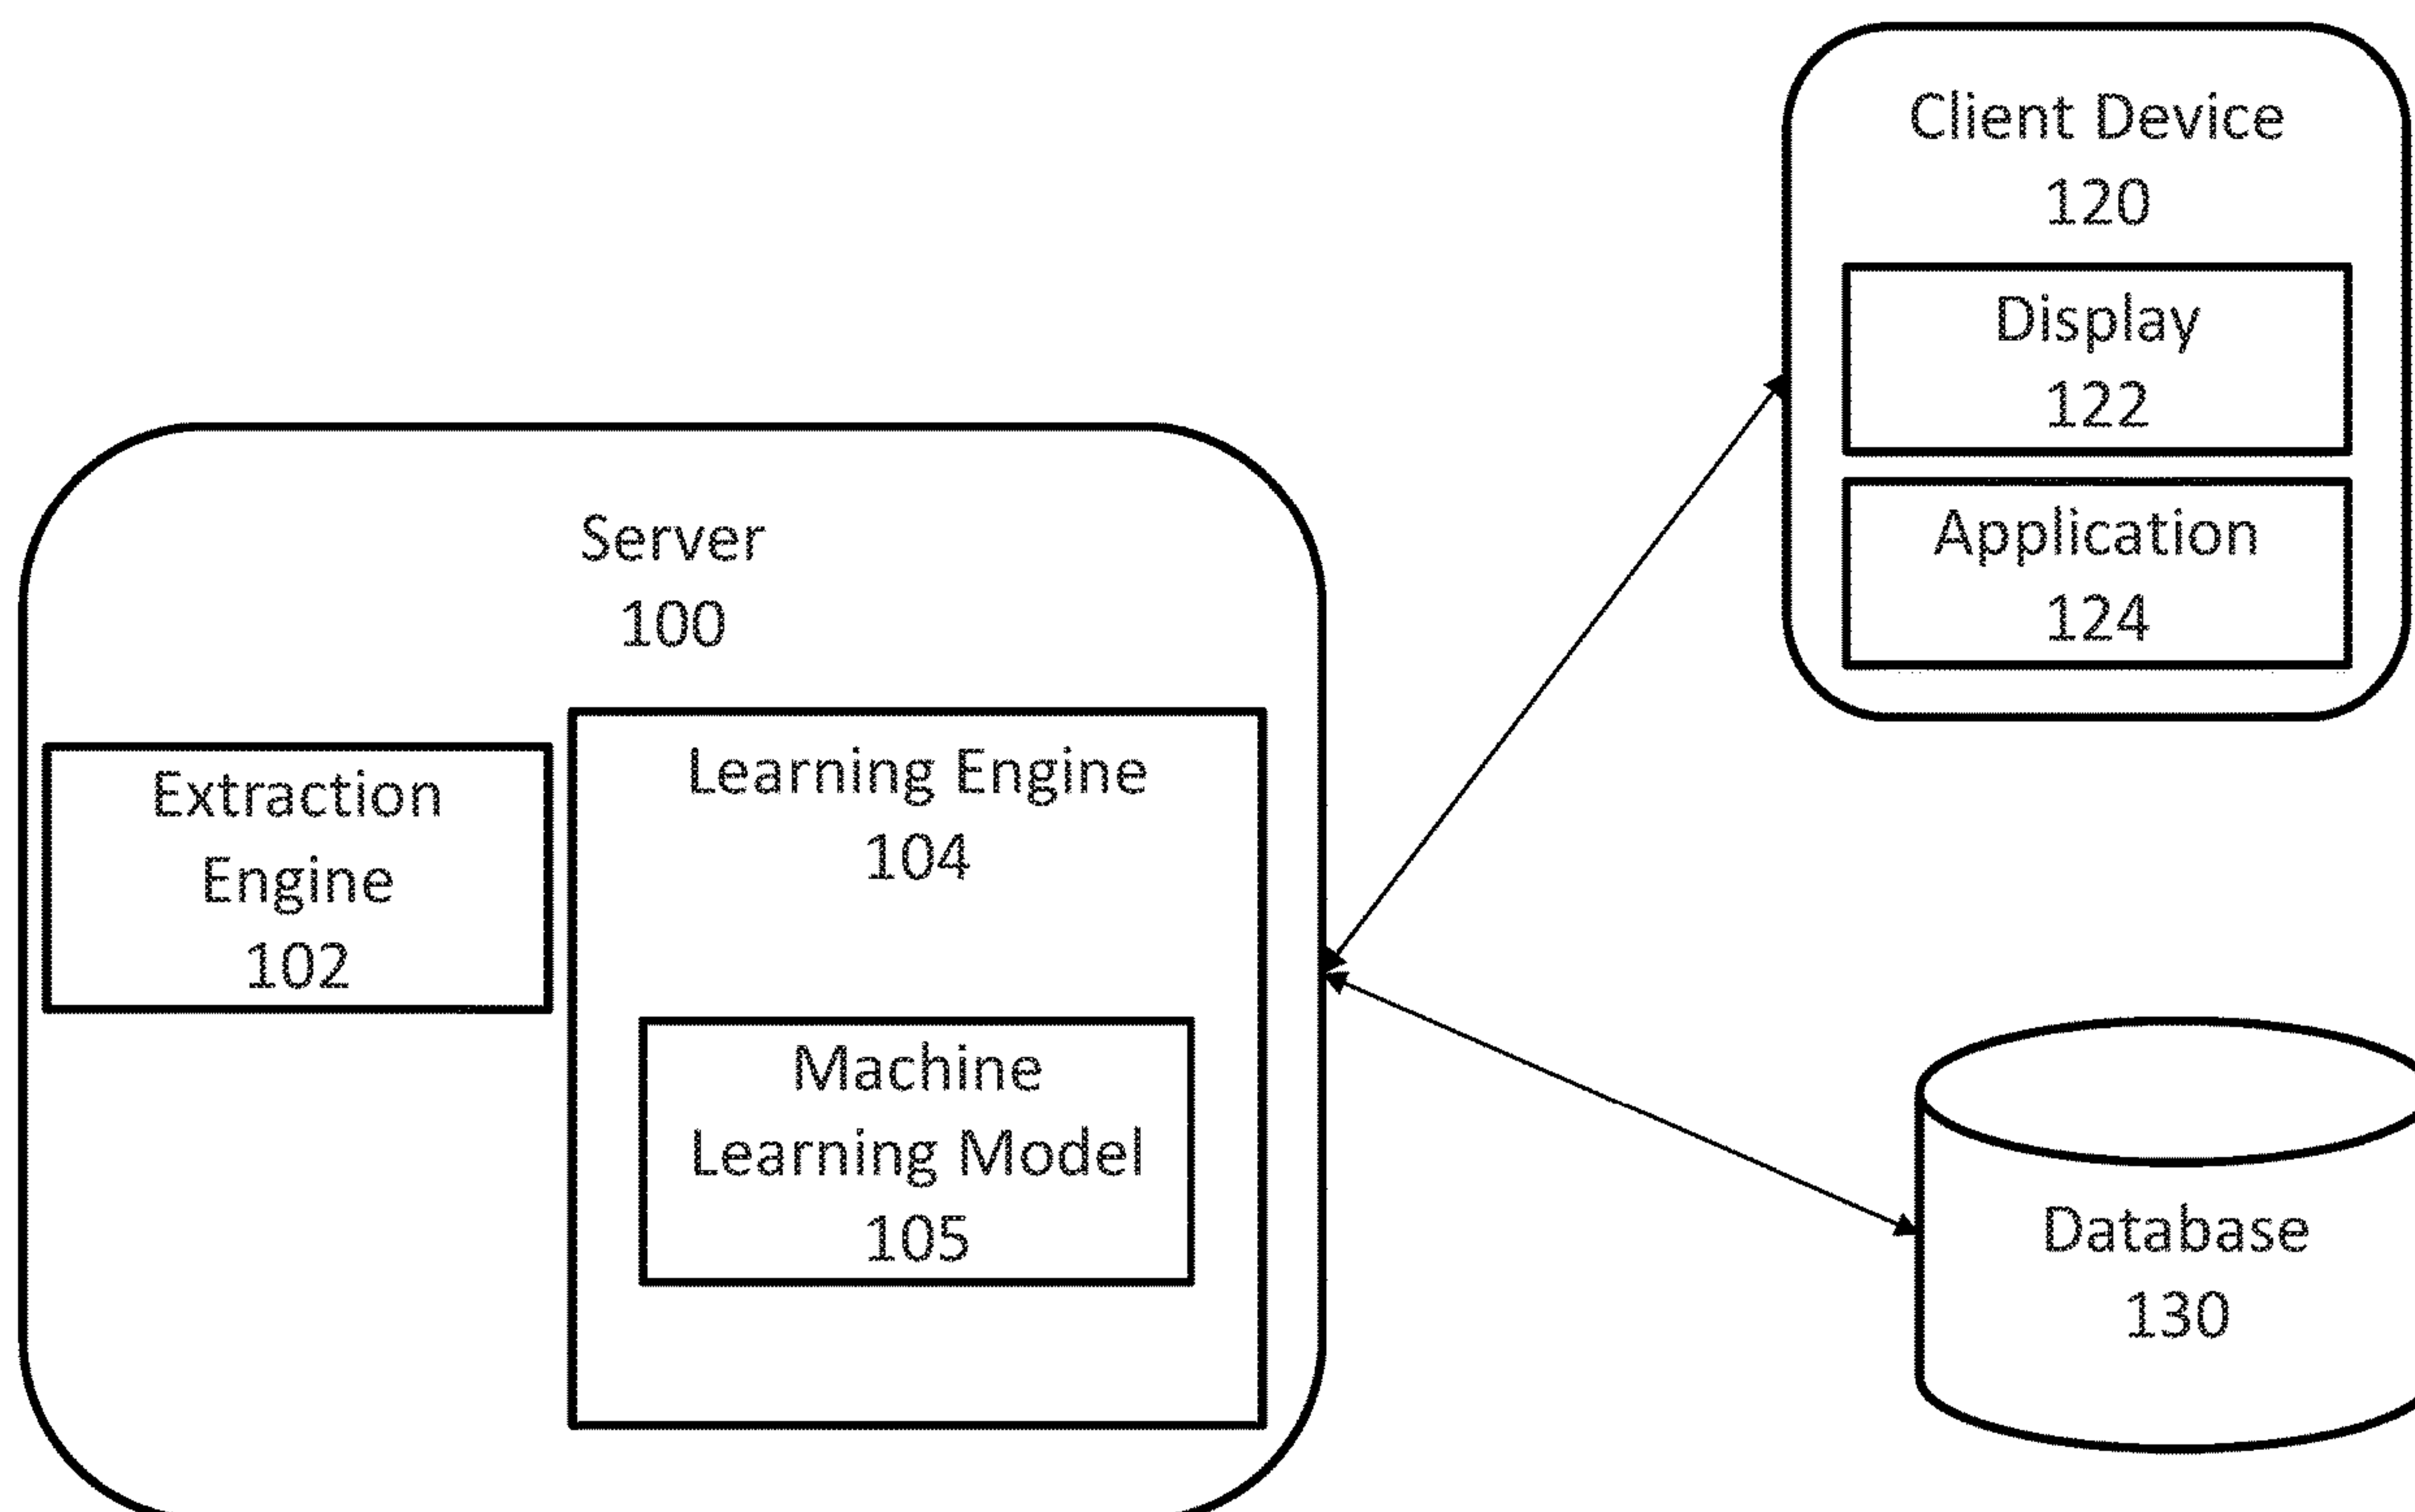 Client Device
120
Display
122
Application
124
Server
100
Extraction
Engine
102
Learning Engine
104
Machine
Learning Model
105
Database
130